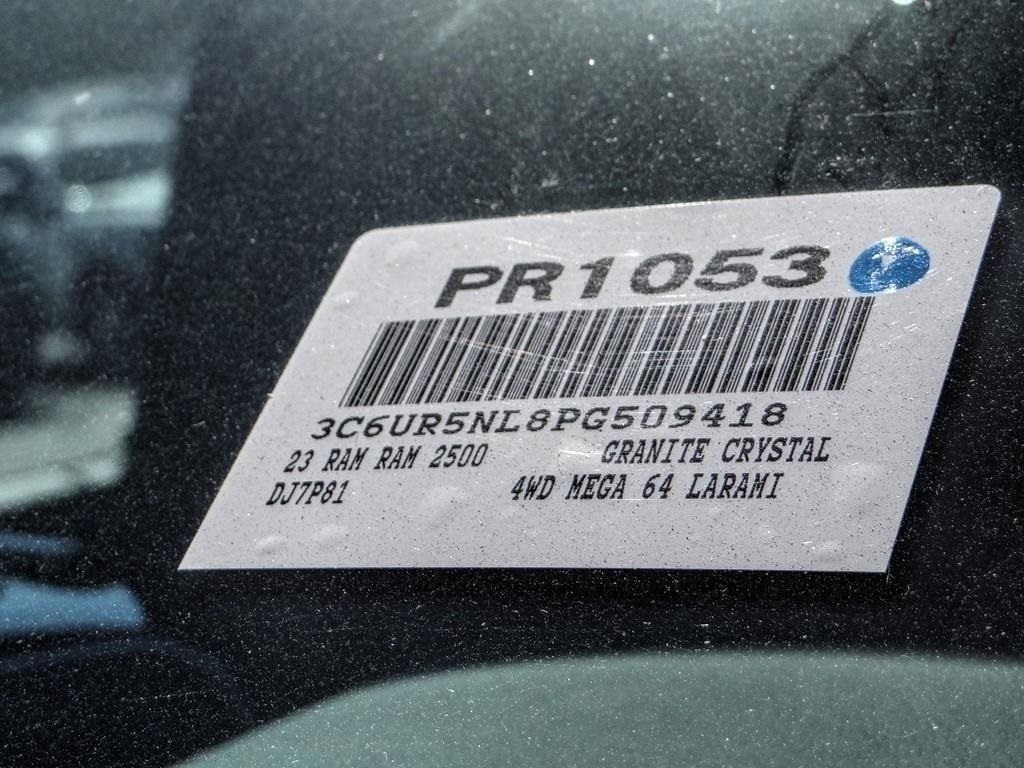 PR1053
3C6UR5NL8PG509418
23 RAM RAM 2500 GRANITE CRYSTAL
DJ7P81 4WD MEGA 64 LARAMI